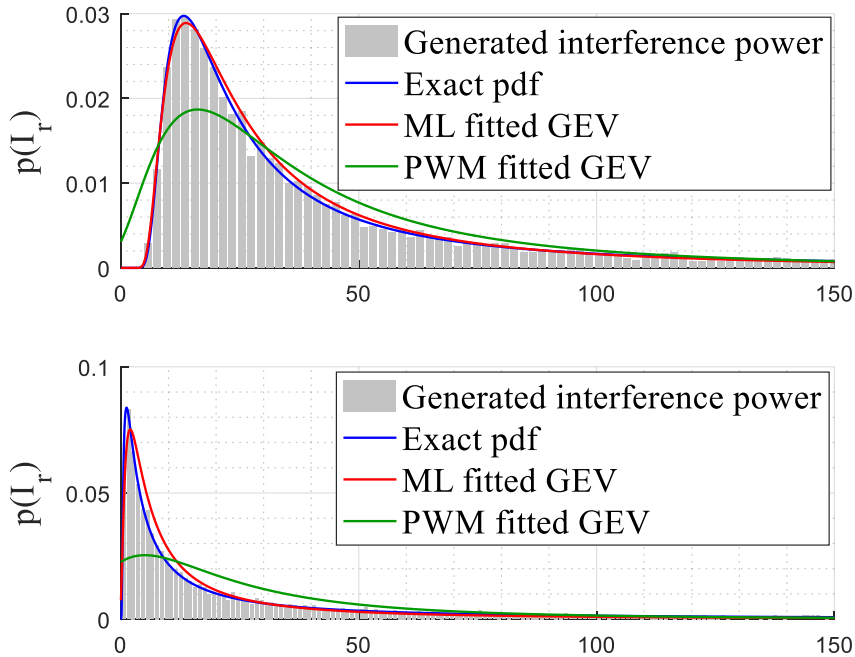 0.03
0.02
0.01
0
p(I_r)
0
50
100
150
Generated interference power
Exact pdf
ML fitted GEV
PWM fitted GEV
0.1
0.05
0
p(I_r)
0
50
100
150
Generated interference power
Exact pdf
ML fitted GEV
PWM fitted GEV